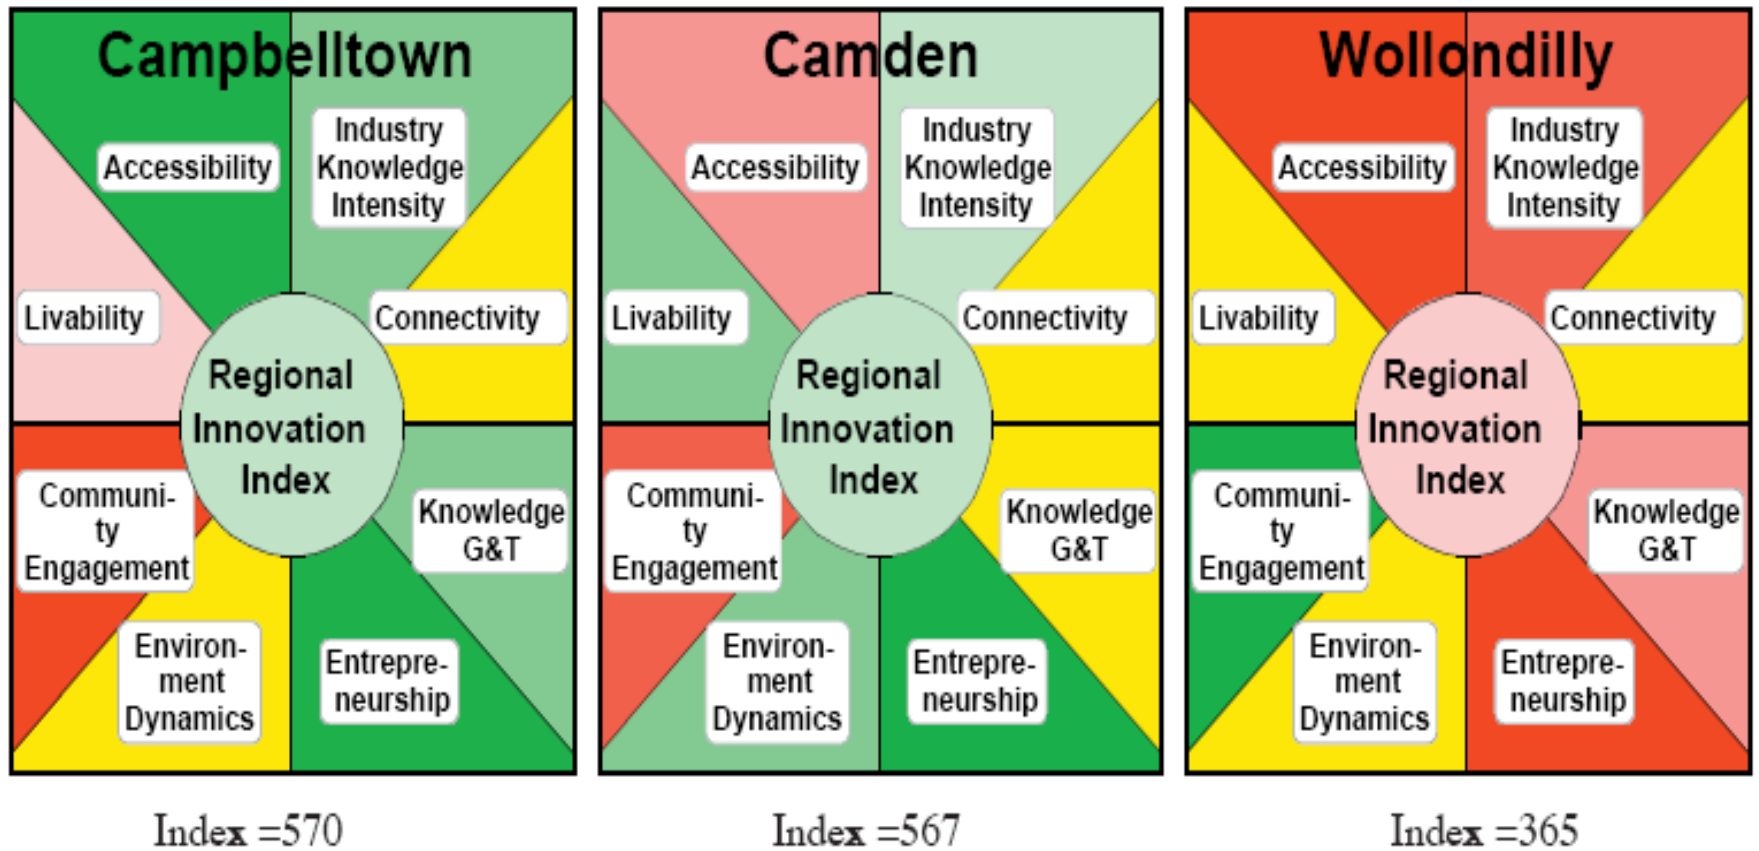 Campbelltown
Accessibility
Industry
Knowledge
Intensity
Livability
Connectivity
Regional
Innovation
Index
Communi-
ty
Engagement
Knowledge
G&T
Environ-
ment
Dynamics
Entrepre-
neurship
Index =570
Camden
Accessibility
Industry
Knowledge
Intensity
Livability
Connectivity
Regional
Innovation
Index
Communi-
ty
Engagement
Knowledge
G&T
Environ-
ment
Dynamics
Entrepre-
neurship
Index =567
Wollondilly
Accessibility
Industry
Knowledge
Intensity
Livability
Connectivity
Regional
Innovation
Index
Communi-
ty
Engagement
Knowledge
G&T
Environ-
ment
Dynamics
Entrepre-
neurship
Index =365